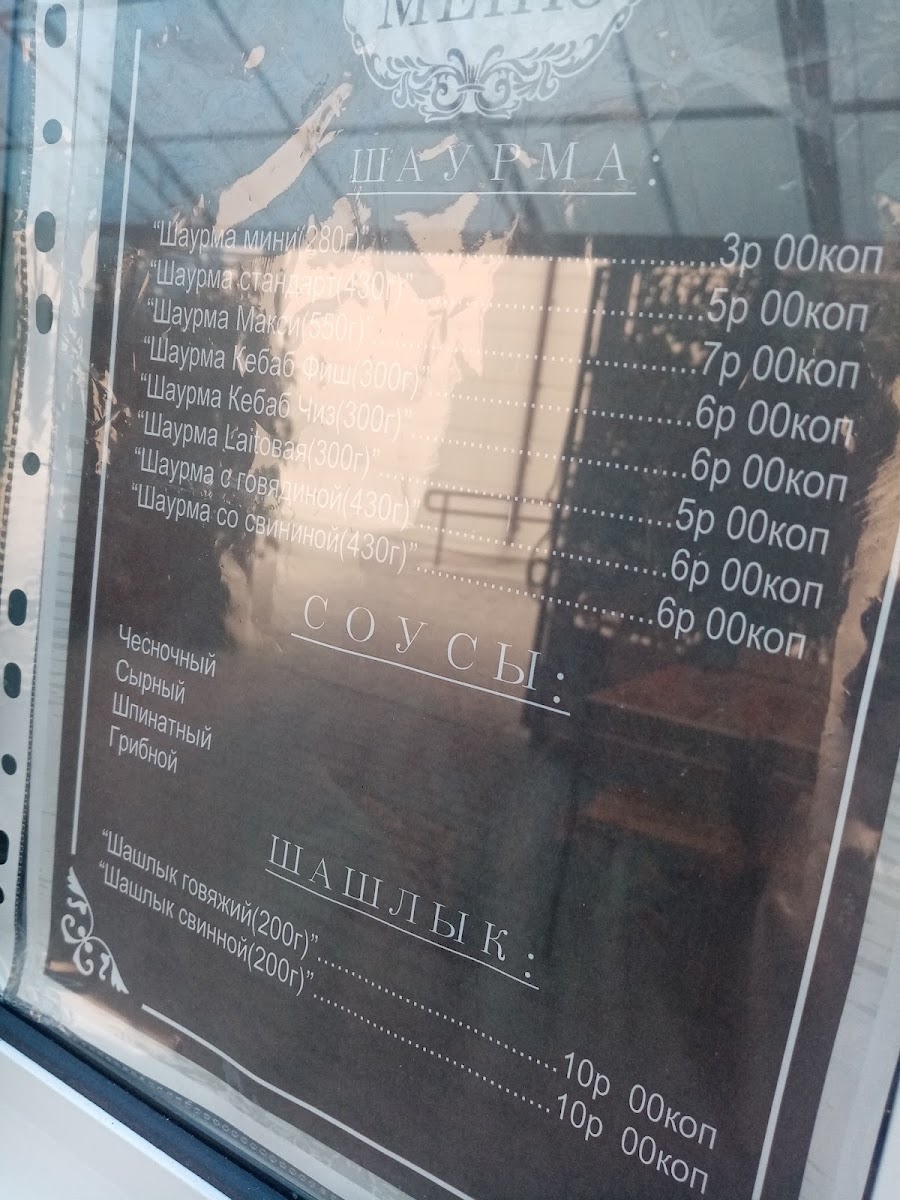 МЕНЮ
ШАУРМА:
“Шаурма мини(280г)”..............................3р 00коп
“Шаурма стандарт(430г)”..............................5р 00коп
“Шаурма Макси(550г)”..............................7р 00коп
“Шаурма Кебаб Фиш(300г)”..............................6р 00коп
“Шаурма Кебаб Чиз(300г)”..............................6р 00коп
“Шаурма Laitовая(300г)”..............................5р 00коп
“Шаурма с говядиной(430г)”..............................6р 00коп
“Шаурма со свининой(430г)”..............................6р 00коп
СОУСЫ:
Чесночный
Сырный
Шпинатный
Грибной
ШАШЛЫК:
“Шашлык говяжий(200г)”..............................10р 00коп
“Шашлык свинной(200г)”..............................10р 00коп